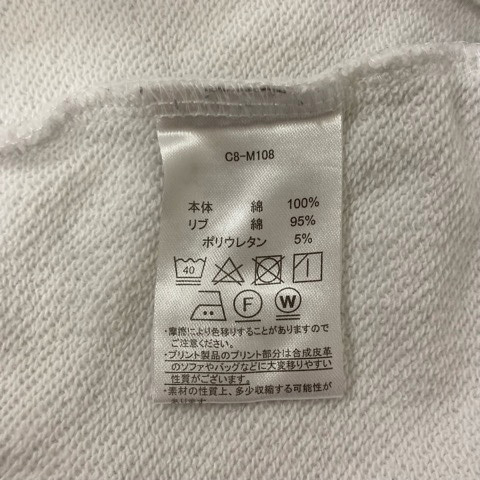 C8-M108
本体 綿 100%
リブ 綿 95%
ポリウレタン 5%
40
F W
・摩擦により色移りすることがありますので
ご注意ください。
・プリント製品のプリント部分は合成皮革
のソファやバッグなどに大変移りやすい
性質がございます。
・素材の性質上、多少収縮する可能性が
あります